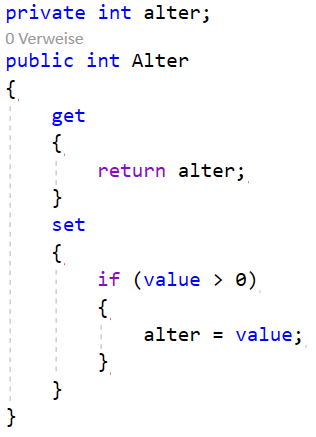 private int alter;
0 Verweise
public int Alter
{
get
{
return alter;
}
set
{
if (value > 0)
{
alter = value;
}
}
}